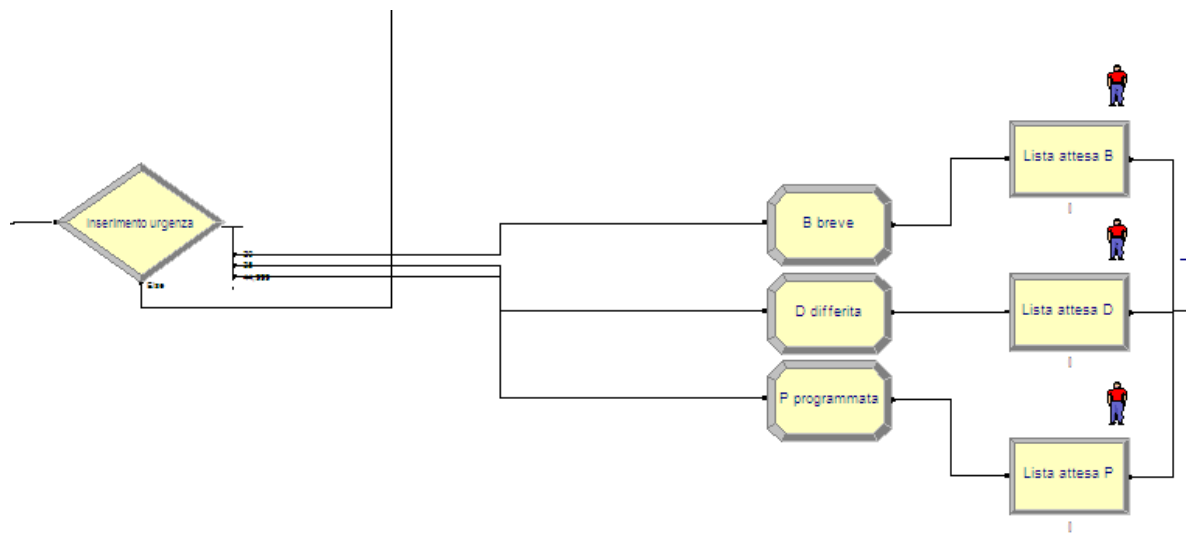 Inserimento urgenza
Else
B breve
D differita
P programmata
Lista attesa B
Lista attesa D
Lista attesa P